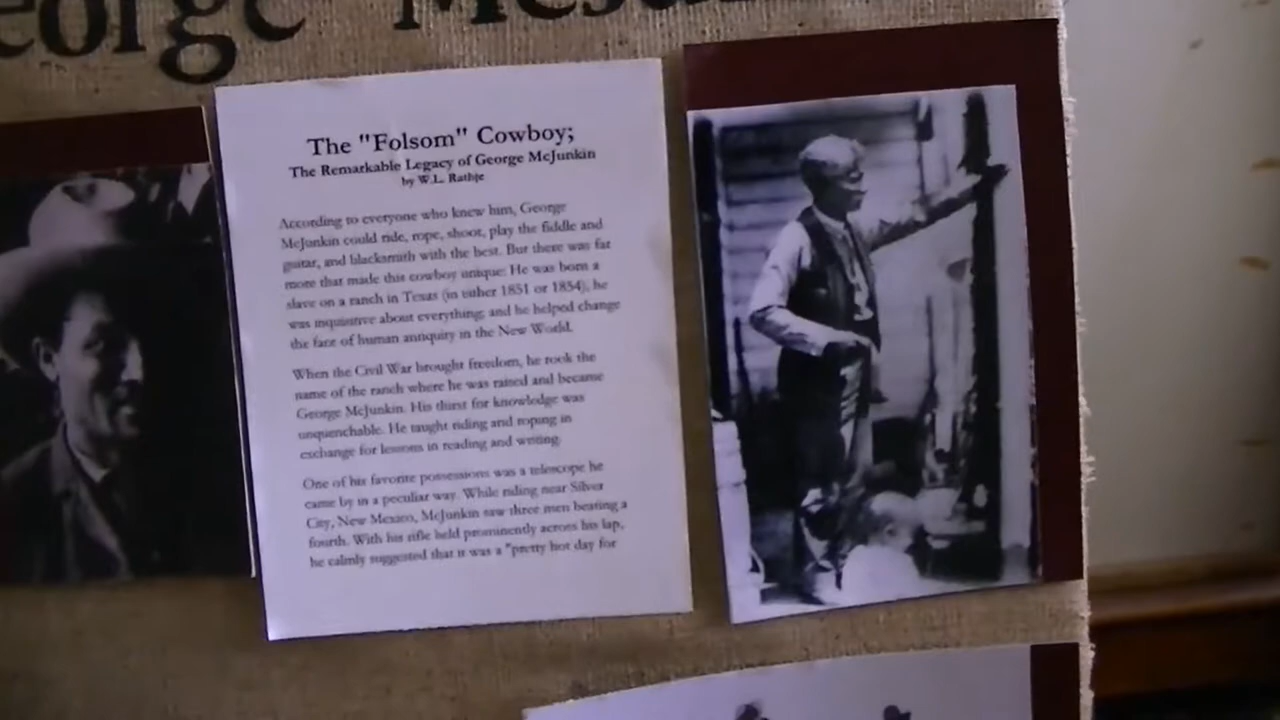 eorge McJun
The "Folsom" Cowboy;
The Remarkable Legacy of George McJunkin
by W.L. Rathje
According to everyone who knew him, George
McJunkin could ride, rope, shoot, play the fiddle and
guitar, and blacksmith with the best. But there was far
more that made this cowboy unique: He was born a
slave on a ranch in Texas (in either 1851 or 1854), he
was inquisitive about everything; and he helped change
the face of human antiquity in the New World.
When the Civil War brought freedom, he took the
name of the ranch where he was raised and became
George McJunkin. His thirst for knowledge was
unquenchable. He taught riding and roping in
exchange for lessons in reading and writing.
One of his favorite possessions was a telescope he
came by in a peculiar way. While riding near Silver
City, New Mexico, McJunkin saw three men beating a
fourth. With his rifle held prominently across his lap,
he calmly suggested that it was a "pretty hot day for